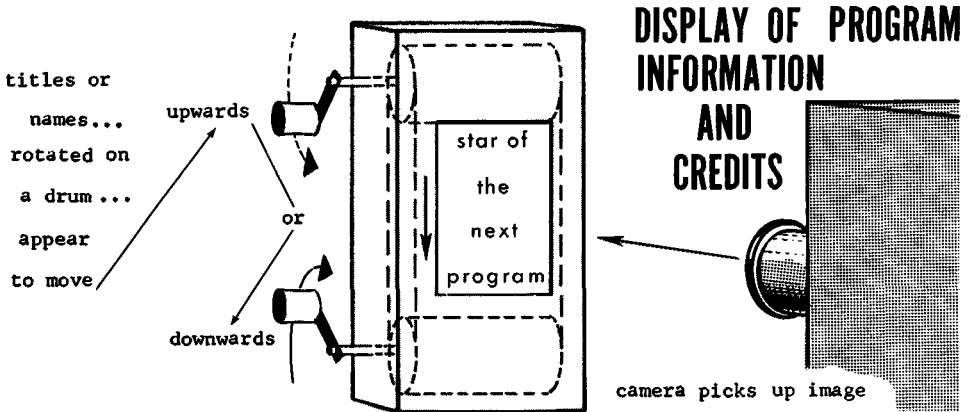 DISPLAY OF PROGRAM
INFORMATION
AND
CREDITS
titles or
names...
rotated on
a drum...
appear
to move
upwards
or
downwards
star of
the
next
program
camera picks up image